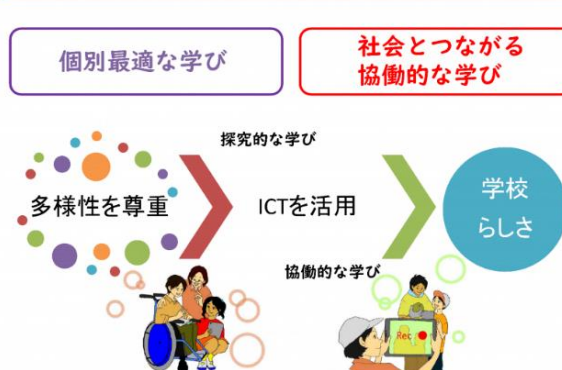 個別最適な学び
社会とつながる
協働的な学び
探究的な学び
多様性を尊重
ICTを活用
学校
らしさ
協働的な学び
Rec